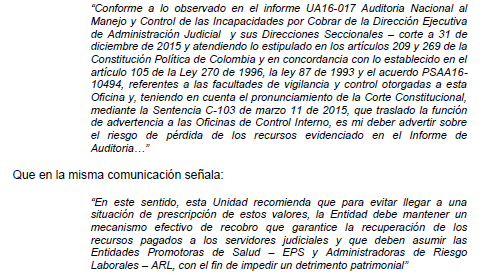 “Conforme a lo observado en el informe UA16-017 Auditoria Nacional al
Manejo y Control de las Incapacidades por Cobrar de la Dirección Ejecutiva
de Administración Judicial y sus Direcciones Seccionales – corte a 31 de
diciembre de 2015 y atendiendo lo estipulado en los artículos 209 y 269 de la
Constitución Política de Colombia y en concordancia con lo establecido en el
artículo 105 de la Ley 270 de 1996, la ley 87 de 1993 y el acuerdo PSAA16-
10494, referentes a las facultades de vigilancia y control otorgadas a esta
Oficina y, teniendo en cuenta el pronunciamiento de la Corte Constitucional,
mediante la Sentencia C-103 de marzo 11 de 2015, que traslado la función
de advertencia a las Oficinas de Control Interno, es mi deber advertir sobre
el riesgo de pérdida de los recursos evidenciado en el Informe de
Auditoria…”
Que en la misma comunicación señala:
“En este sentido, esta Unidad recomienda que para evitar llegar a una
situación de prescripción de estos valores, la Entidad debe mantener un
mecanismo efectivo de recobro que garantice la recuperación de los
recursos pagados a los servidores judiciales y que deben asumir las
Entidades Promotoras de Salud – EPS y Administradoras de Riesgo
Laborales – ARL, con el fin de impedir un detrimento patrimonial”